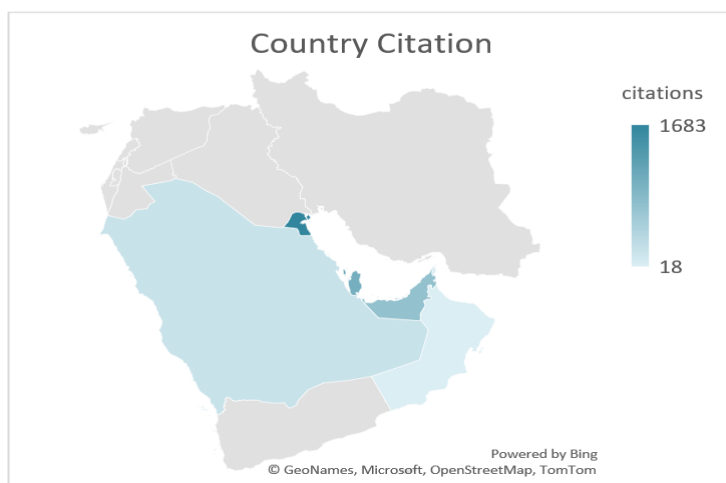 Country Citation
citations
1683
18
Powered by Bing
© GeoNames, Microsoft, OpenStreetMap, TomTom